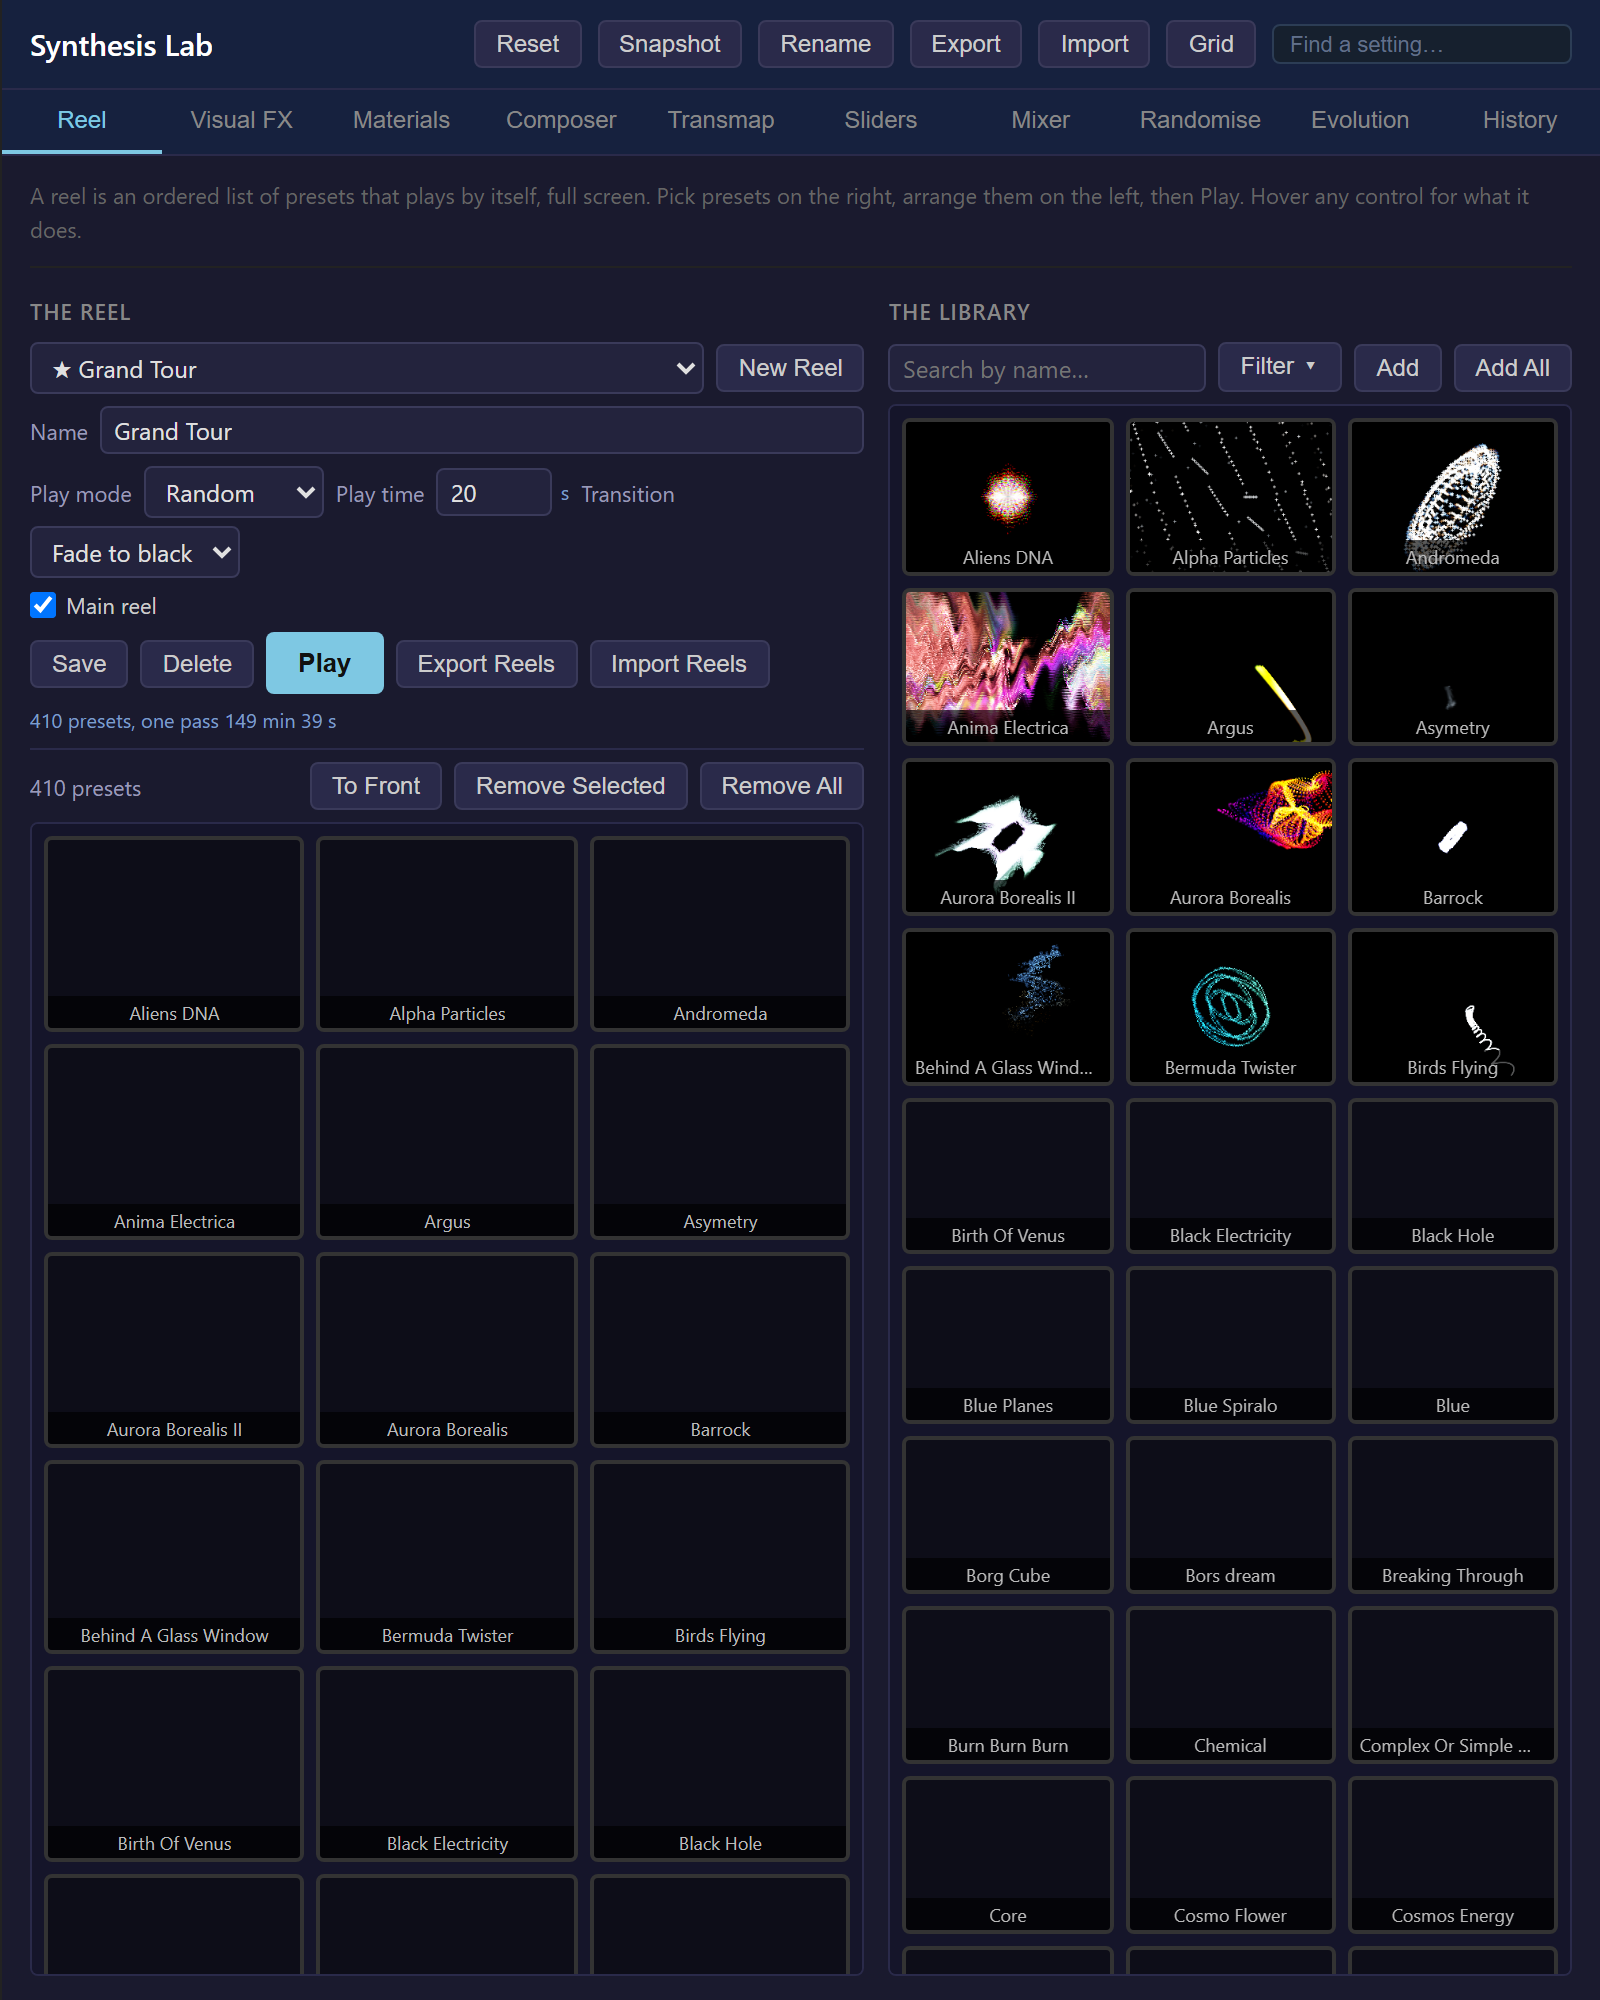 Synthesis Lab
Reset Snapshot Rename Export Import Grid Find a setting…
Reel Visual FX Materials Composer Transmap Sliders Mixer Randomise Evolution History
A reel is an ordered list of presets that plays by itself, full screen. Pick presets on the right, arrange them on the left, then Play. Hover any control for what it
does.
THE REEL
★ Grand Tour New Reel
Name Grand Tour
Play mode Random Play time 20 s Transition
Fade to black
Main reel
Save Delete Play Export Reels Import Reels
410 presets, one pass 149 min 39 s
410 presets To Front Remove Selected Remove All
Aliens DNA Alpha Particles Andromeda
Anima Electrica Argus Asymetry
Aurora Borealis II Aurora Borealis Barrock
Behind A Glass Window Bermuda Twister Birds Flying
Birth Of Venus Black Electricity Black Hole
THE LIBRARY
Search by name... Filter ▼ Add Add All
Aliens DNA Alpha Particles Andromeda
Anima Electrica Argus Asymetry
Aurora Borealis II Aurora Borealis Barrock
Behind A Glass Wind... Bermuda Twister Birds Flying
Birth Of Venus Black Electricity Black Hole
Blue Planes Blue Spiralo Blue
Borg Cube Bors dream Breaking Through
Burn Burn Burn Chemical Complex Or Simple ...
Core Cosmo Flower Cosmos Energy